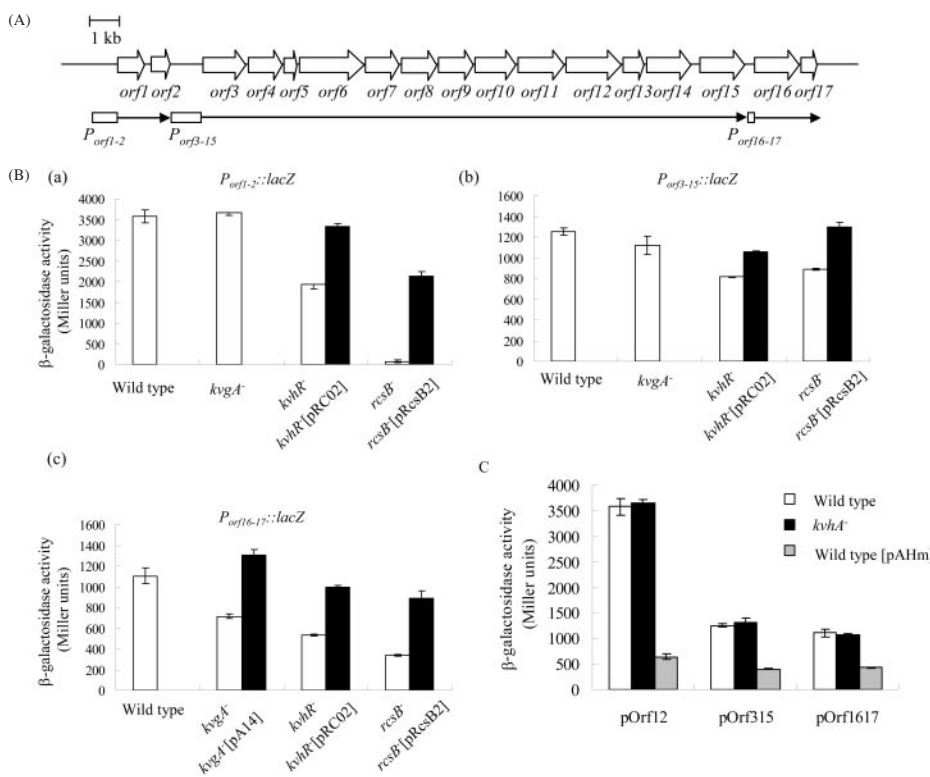 (A)
1 kb
orf1 orf2 orf3 orf4 orf5 orf6 orf7 orf8 orf9 orf10 orf11 orf12 orf13 orf14 orf15 orf16 orf17
Porf1-2 Porf3-15 Porf16-17
(B)
(a)
Porf1-2::lacZ
β-galactosidase activity
(Miller units)
4000
3500
3000
2500
2000
1500
1000
500
0
Wild type
kvgA-
kvhR-
kvhR-[pRC02]
rcsB-
rcsB-[pRcsB2]
(b)
Porf3-15::lacZ
β-galactosidase activity
(Miller units)
1600
1400
1200
1000
800
600
400
200
0
Wild type
kvgA-
kvhR-
kvhR-[pRC02]
rcsB-
rcsB-[pRcsB2]
(c)
Porf16-17::lacZ
β-galactosidase activity
(Miller units)
1600
1400
1200
1000
800
600
400
200
0
Wild type
kvgA-
kvgA-[pA14]
kvhR-
kvhR-[pRC02]
rcsB-
rcsB-[pRcsB2]
C
β-galactosidase activity
(Miller units)
4000
3500
3000
2500
2000
1500
1000
500
0
Wild type
kvhA-
Wild type [pAHm]
pOrf12 pOrf315 pOrf1617